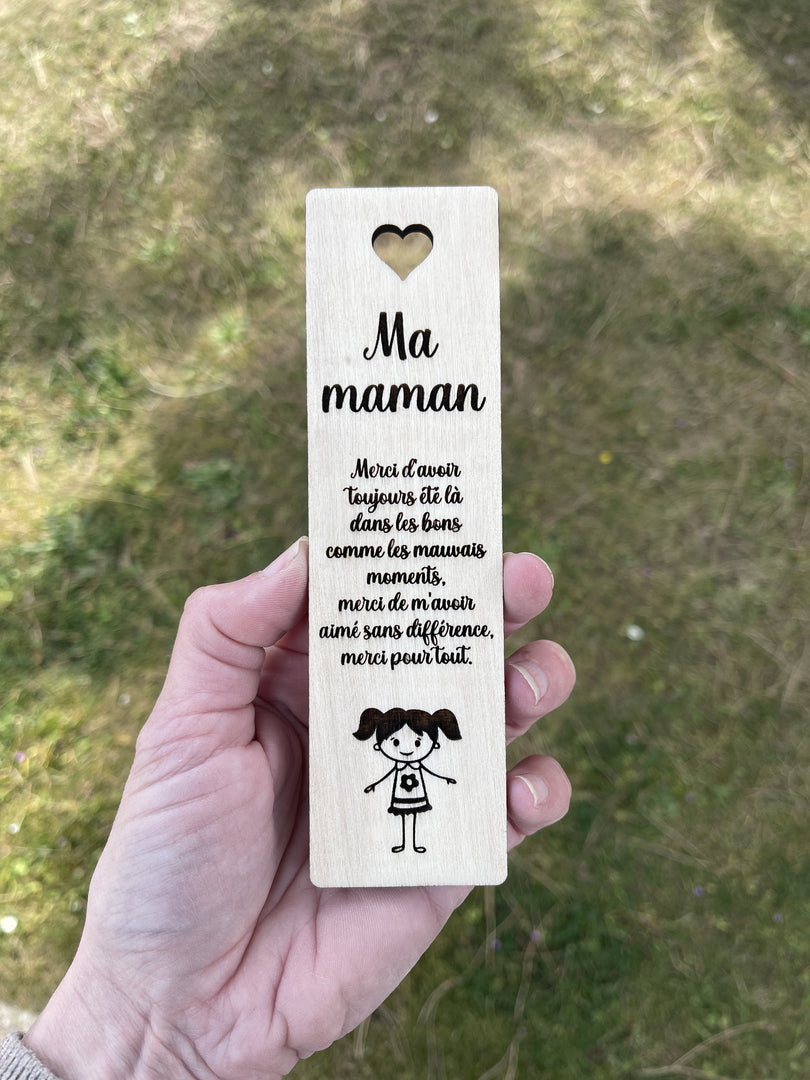 Ma
maman
Merci d'avoir
toujours été là
dans les bons
comme les mauvais
moments,
merci de m'avoir
aimé sans différence,
merci pour tout.